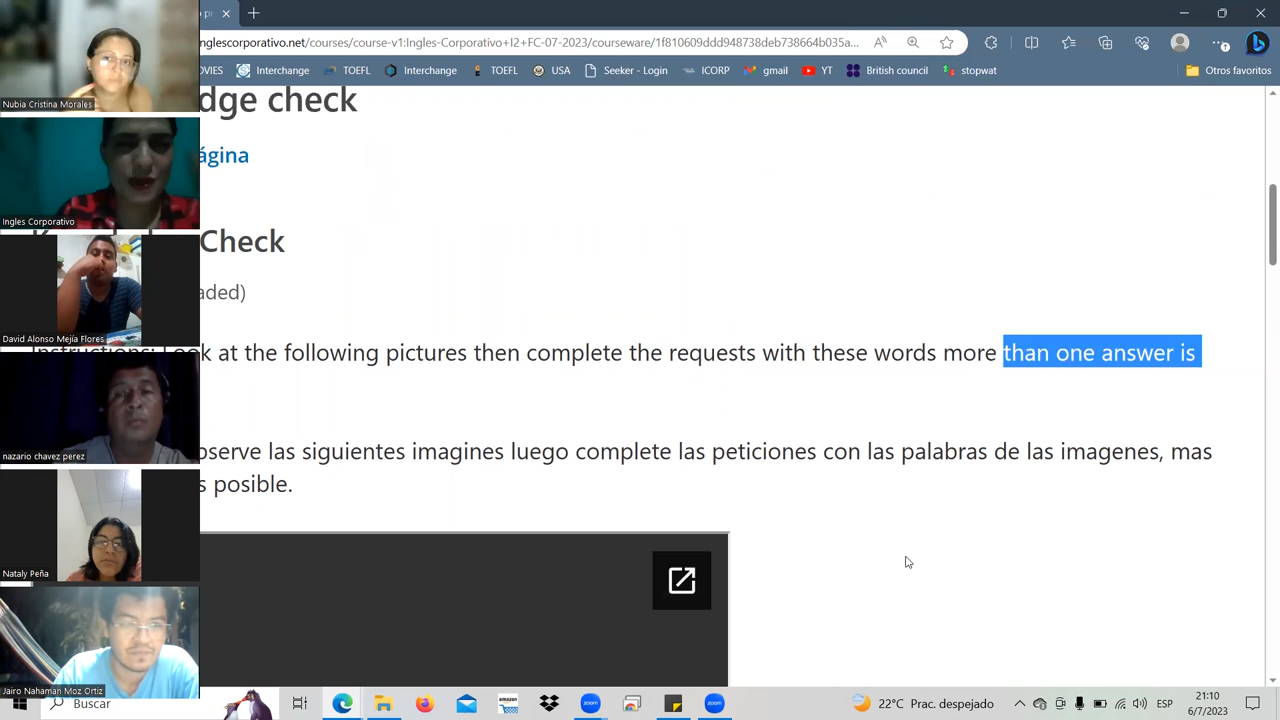 Nubia Cristina Morales
Ingles Corporativo
David Alonso Mejía Flores
nazario chavez perez
Nataly Peña
Jairo Nahaman Moz Ortiz
nglescorporativo.net/courses/course-v1:Ingles-Corporativo+I2+FC-07-2023/courseware/1f810609ddd948738deb738664b035a...
OVIES Interchange TOEFL Interchange TOEFL USA Seeker - Login ICORP gmail YT British council stopwat Otros favoritos
dge check
ágina
Check
aded)
Look at the following pictures then complete the requests with these words more than one answer is
bserve las siguientes imagines luego complete las peticiones con las palabras de las imagenes, mas
s posible.
Buscar
22°C Prac. despejado
ESP
21:10
6/7/2023